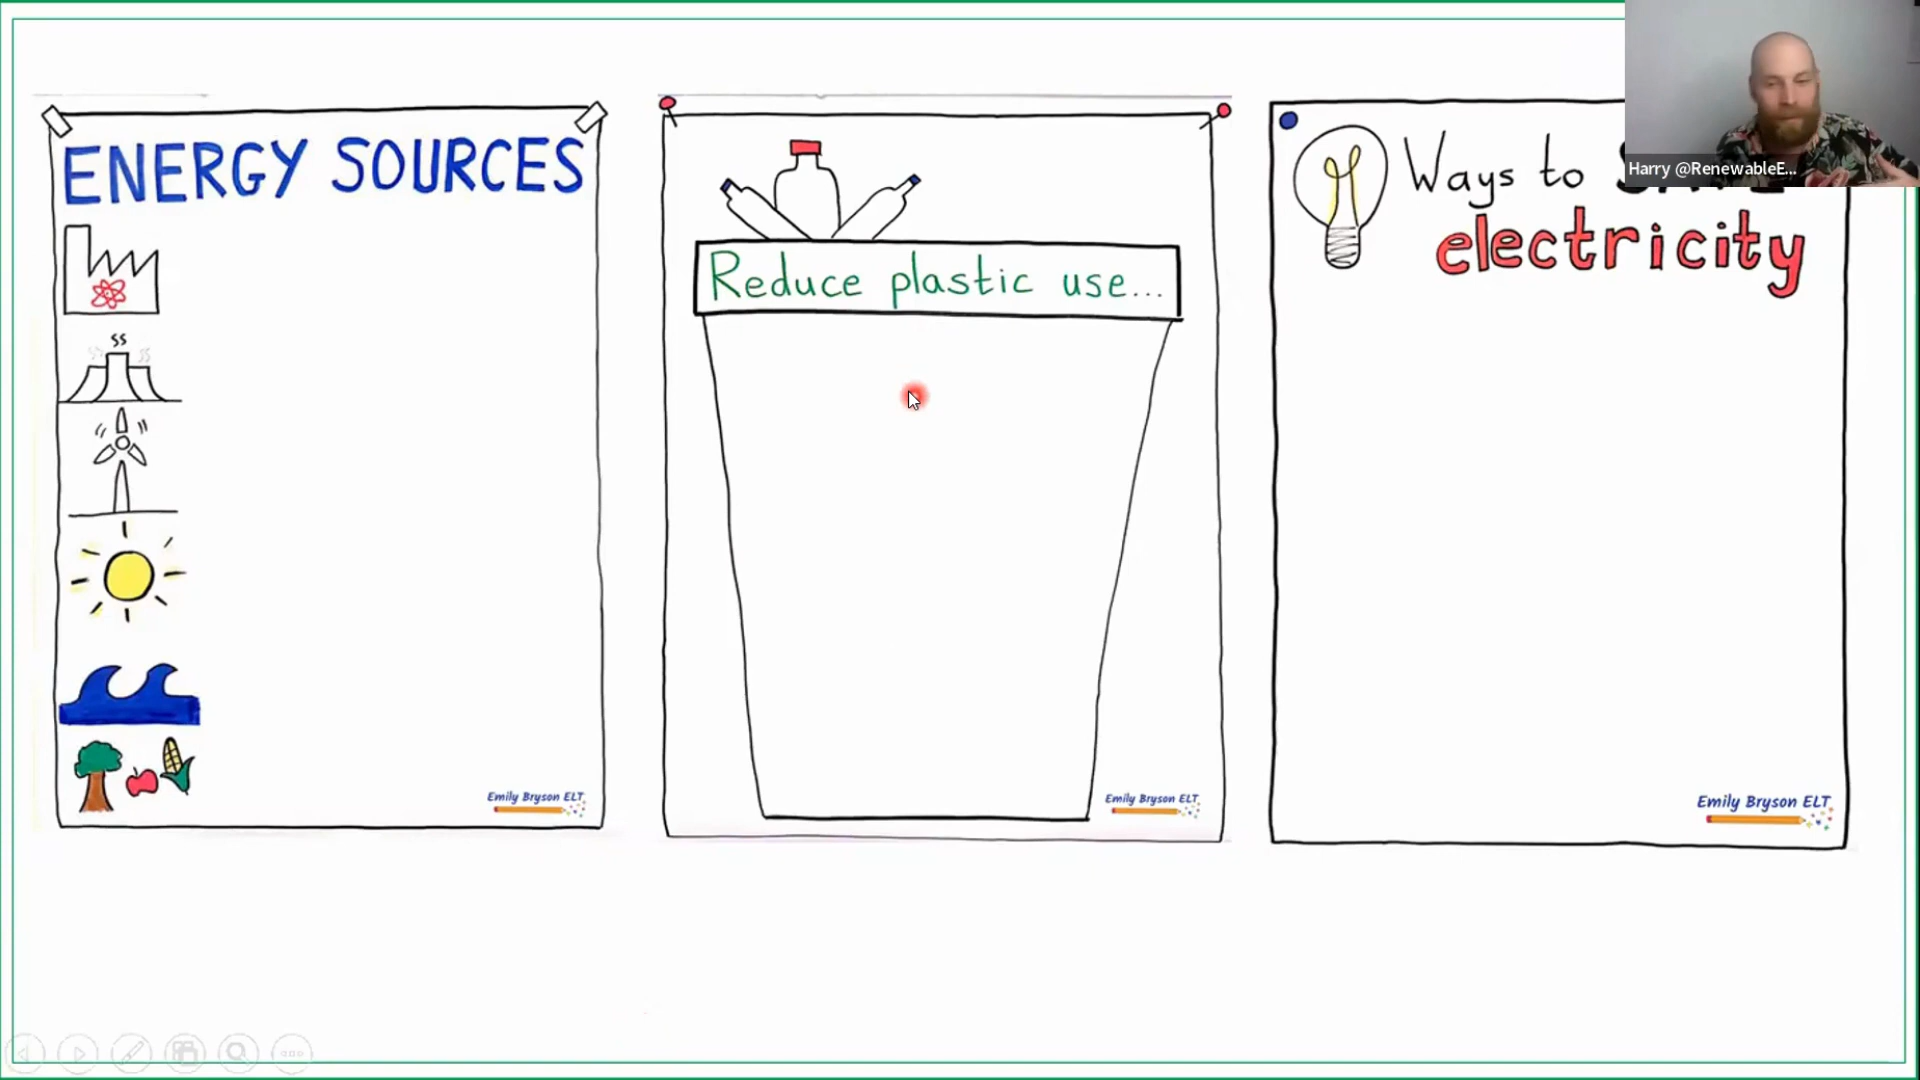 ENERGY SOURCES
ss
Emily Bryson ELT
Reduce plastic use...
Emily Bryson ELT
Ways to
electricity
Emily Bryson ELT
Harry @RenewableE...